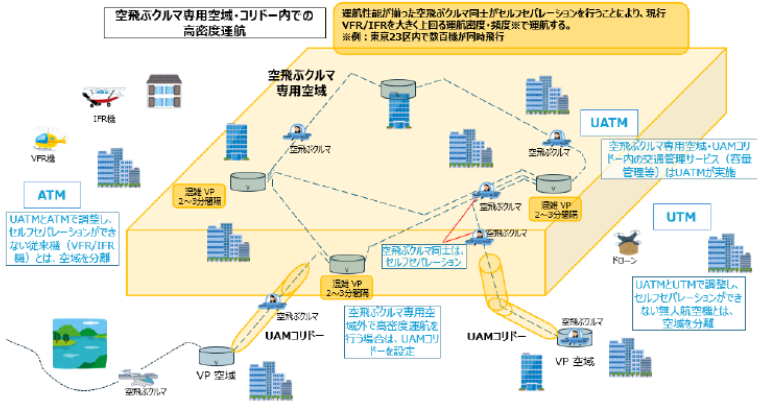 空飛ぶクルマ専用空域・コリドー内での
高密度運航
運航性能が揃った空飛ぶクルマ同士がセルフセパレーションを行うことにより、現行
VFR/IFRを大きく上回る運航密度・頻度※で運航する。
※例：東京23区内で数百機が同時飛行
空飛ぶクルマ
専用空域
IFR機
VFR機
空飛ぶクルマ
空飛ぶクルマ
UATM
空飛ぶクルマ専用空域・UAMコリ
ドー内の交通管理サービス（容量
管理等）はUATMが実施
ATM
UATMとATMで調整し、
セルフセパレーションができ
ない従来機（VFR/IFR
機）とは、空域を分離
V
混雑 VP
2～3分間隔
V
混雑 VP
2～3分間隔
空飛ぶクルマ
空飛ぶクルマ
空飛ぶクルマ同士は、
セルフセパレーション
UTM
ドローン
UATMとUTMで調整し、
セルフセパレーションができ
ない無人航空機とは、
空域を分離
V
混雑 VP
2～3分間隔
空飛ぶクルマ
UAMコリドー
空飛ぶクルマ専用空
域外で高密度運航を
行う場合は、UAMコリ
ドーを設定
UAMコリドー
空飛ぶクルマ
V
VP 空域
V
VP 空域
空飛ぶクルマ